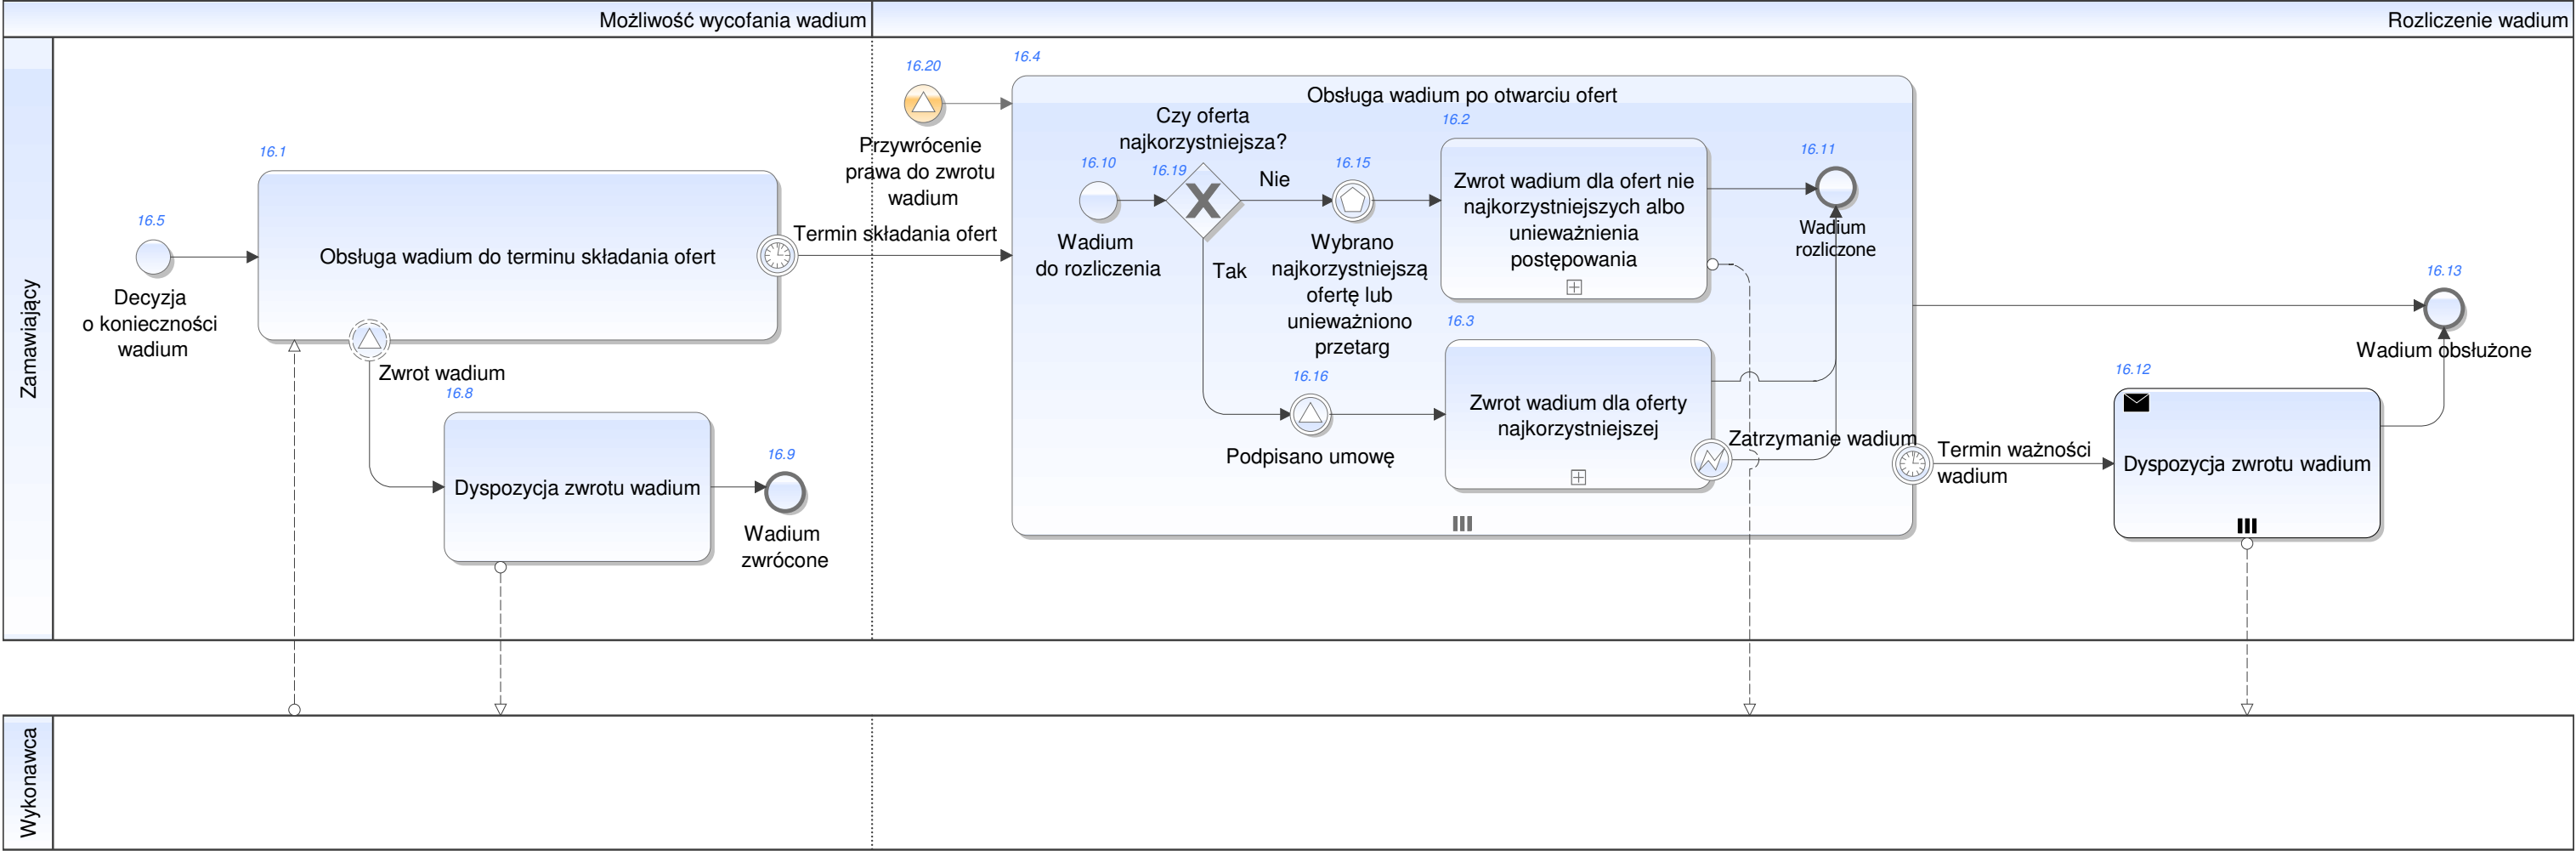 Możliwość wycofania wadium
Rozliczenie wadium
Zamawiający
16.5
Decyzja
o konieczności
wadium
16.1
Obsługa wadium do terminu składania ofert
Termin składania ofert
Zwrot wadium
16.8
Dyspozycja zwrotu wadium
16.9
Wadium
zwrócone
16.20
Przywrócenie
prawa do zwrotu
wadium
16.4
Obsługa wadium po otwarciu ofert
16.10
Wadium
do rozliczenia
Czy oferta
najkorzystniejsza?
16.19
Nie
Tak
16.15
Wybrano
najkorzystniejszą
ofertę lub
unieważniono
przetarg
16.2
Zwrot wadium dla ofert nie
najkorzystniejszych albo
unieważnienia
postępowania
16.11
Wadium
rozliczone
16.16
Podpisano umowę
16.3
Zwrot wadium dla oferty
najkorzystniejszej
Zatrzymanie wadium
Termin ważności
wadium
16.12
Dyspozycja zwrotu wadium
16.13
Wadium obsłużone
Wykonawca